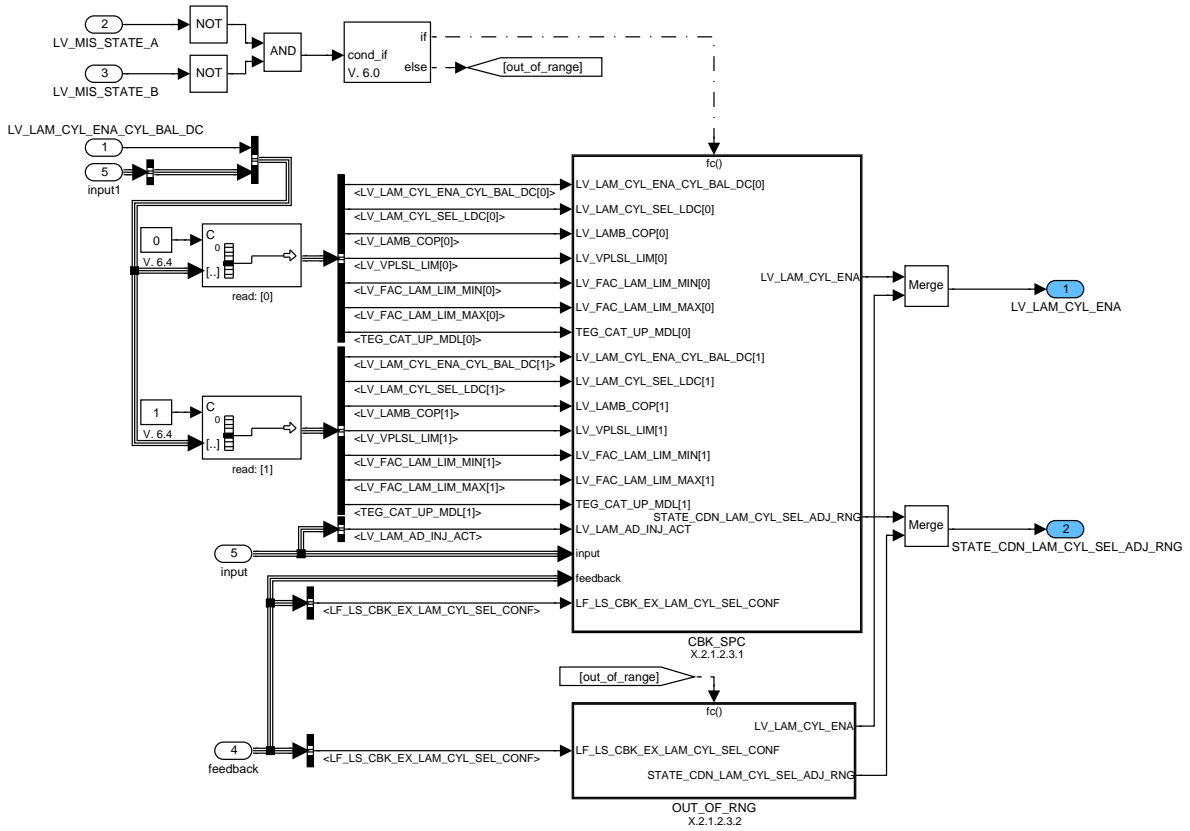 2
LV_MIS_STATE_A
NOT
3
LV_MIS_STATE_B
NOT
AND
cond_if
V. 6.0
if
else
[out_of_range]
LV_LAM_CYL_ENA_CYL_BAL_DC
1
5
input1
0
V. 6.4
C
0
[..]
read: [0]
1
V. 6.4
C
0
[..]
read: [1]
<LV_LAM_CYL_ENA_CYL_BAL_DC[0]>
<LV_LAM_CYL_SEL_LDC[0]>
<LV_LAMB_COP[0]>
<LV_VPLSL_LIM[0]>
<LV_FAC_LAM_LIM_MIN[0]>
<LV_FAC_LAM_LIM_MAX[0]>
<TEG_CAT_UP_MDL[0]>
<LV_LAM_CYL_ENA_CYL_BAL_DC[1]>
<LV_LAM_CYL_SEL_LDC[1]>
<LV_LAMB_COP[1]>
<LV_VPLSL_LIM[1]>
<LV_FAC_LAM_LIM_MIN[1]>
<LV_FAC_LAM_LIM_MAX[1]>
<TEG_CAT_UP_MDL[1]>
<LV_LAM_AD_INJ_ACT>
5
input
<LF_LS_CBK_EX_LAM_CYL_SEL_CONF>
fc()
LV_LAM_CYL_ENA_CYL_BAL_DC[0]
LV_LAM_CYL_SEL_LDC[0]
LV_LAMB_COP[0]
LV_VPLSL_LIM[0]
LV_FAC_LAM_LIM_MIN[0]
LV_FAC_LAM_LIM_MAX[0]
TEG_CAT_UP_MDL[0]
LV_LAM_CYL_ENA_CYL_BAL_DC[1]
LV_LAM_CYL_SEL_LDC[1]
LV_LAMB_COP[1]
LV_VPLSL_LIM[1]
LV_FAC_LAM_LIM_MIN[1]
LV_FAC_LAM_LIM_MAX[1]
TEG_CAT_UP_MDL[1]
LV_LAM_AD_INJ_ACT
input
feedback
LF_LS_CBK_EX_LAM_CYL_SEL_CONF
LV_LAM_CYL_ENA
STATE_CDN_LAM_CYL_SEL_ADJ_RNG
CBK_SPC
X.2.1.2.3.1
Merge
1
LV_LAM_CYL_ENA
Merge
2
STATE_CDN_LAM_CYL_SEL_ADJ_RNG
[out_of_range]
4
feedback
<LF_LS_CBK_EX_LAM_CYL_SEL_CONF>
fc()
LF_LS_CBK_EX_LAM_CYL_SEL_CONF
LV_LAM_CYL_ENA
STATE_CDN_LAM_CYL_SEL_ADJ_RNG
OUT_OF_RNG
X.2.1.2.3.2